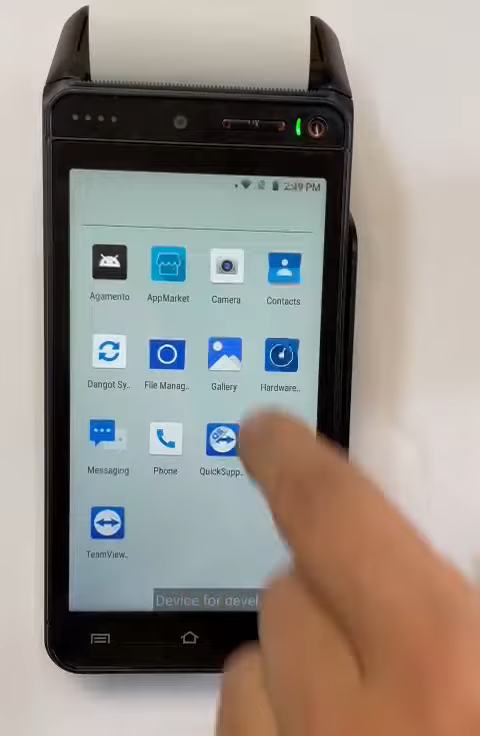 2:49 PM
Agamento AppMarket Camera Contacts
Dangot Sy.. File Manag.. Gallery Hardware..
Messaging Phone QuickSupp..
TeamView..
Device for devel